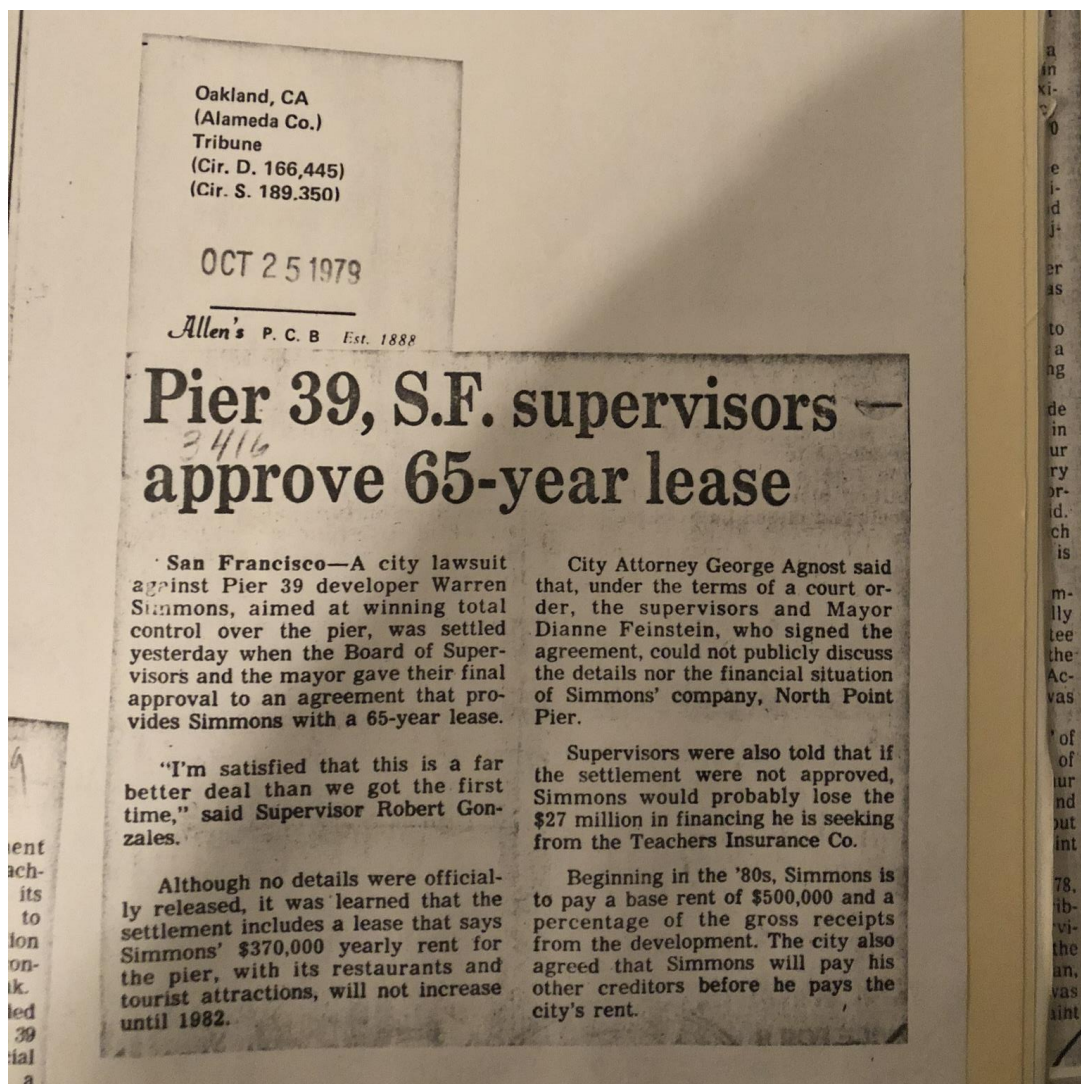 Oakland, CA
(Alameda Co.)
Tribune
(Cir. D. 166,445)
(Cir. S. 189.350)
OCT 25 1979
Allen's P. C. B Est. 1888
Pier 39, S.F. supervisors —
3416
approve 65-year lease
San Francisco—A city lawsuit
against Pier 39 developer Warren
Simmons, aimed at winning total
control over the pier, was settled
yesterday when the Board of Super-
visors and the mayor gave their final
approval to an agreement that pro-
vides Simmons with a 65-year lease.
"I'm satisfied that this is a far
better deal than we got the first
time," said Supervisor Robert Gon-
zales.
Although no details were official-
ly released, it was learned that the
settlement includes a lease that says
Simmons' $370,000 yearly rent for
the pier, with its restaurants and
tourist attractions, will not increase
until 1982.
City Attorney George Agnost said
that, under the terms of a court or-
der, the supervisors and Mayor
Dianne Feinstein, who signed the
agreement, could not publicly discuss
the details nor the financial situation
of Simmons' company, North Point
Pier.
Supervisors were also told that if
the settlement were not approved,
Simmons would probably lose the
$27 million in financing he is seeking
from the Teachers Insurance Co.
Beginning in the '80s, Simmons is
to pay a base rent of $500,000 and a
percentage of the gross receipts
from the development. The city also
agreed that Simmons will pay his
other creditors before he pays the
city's rent.